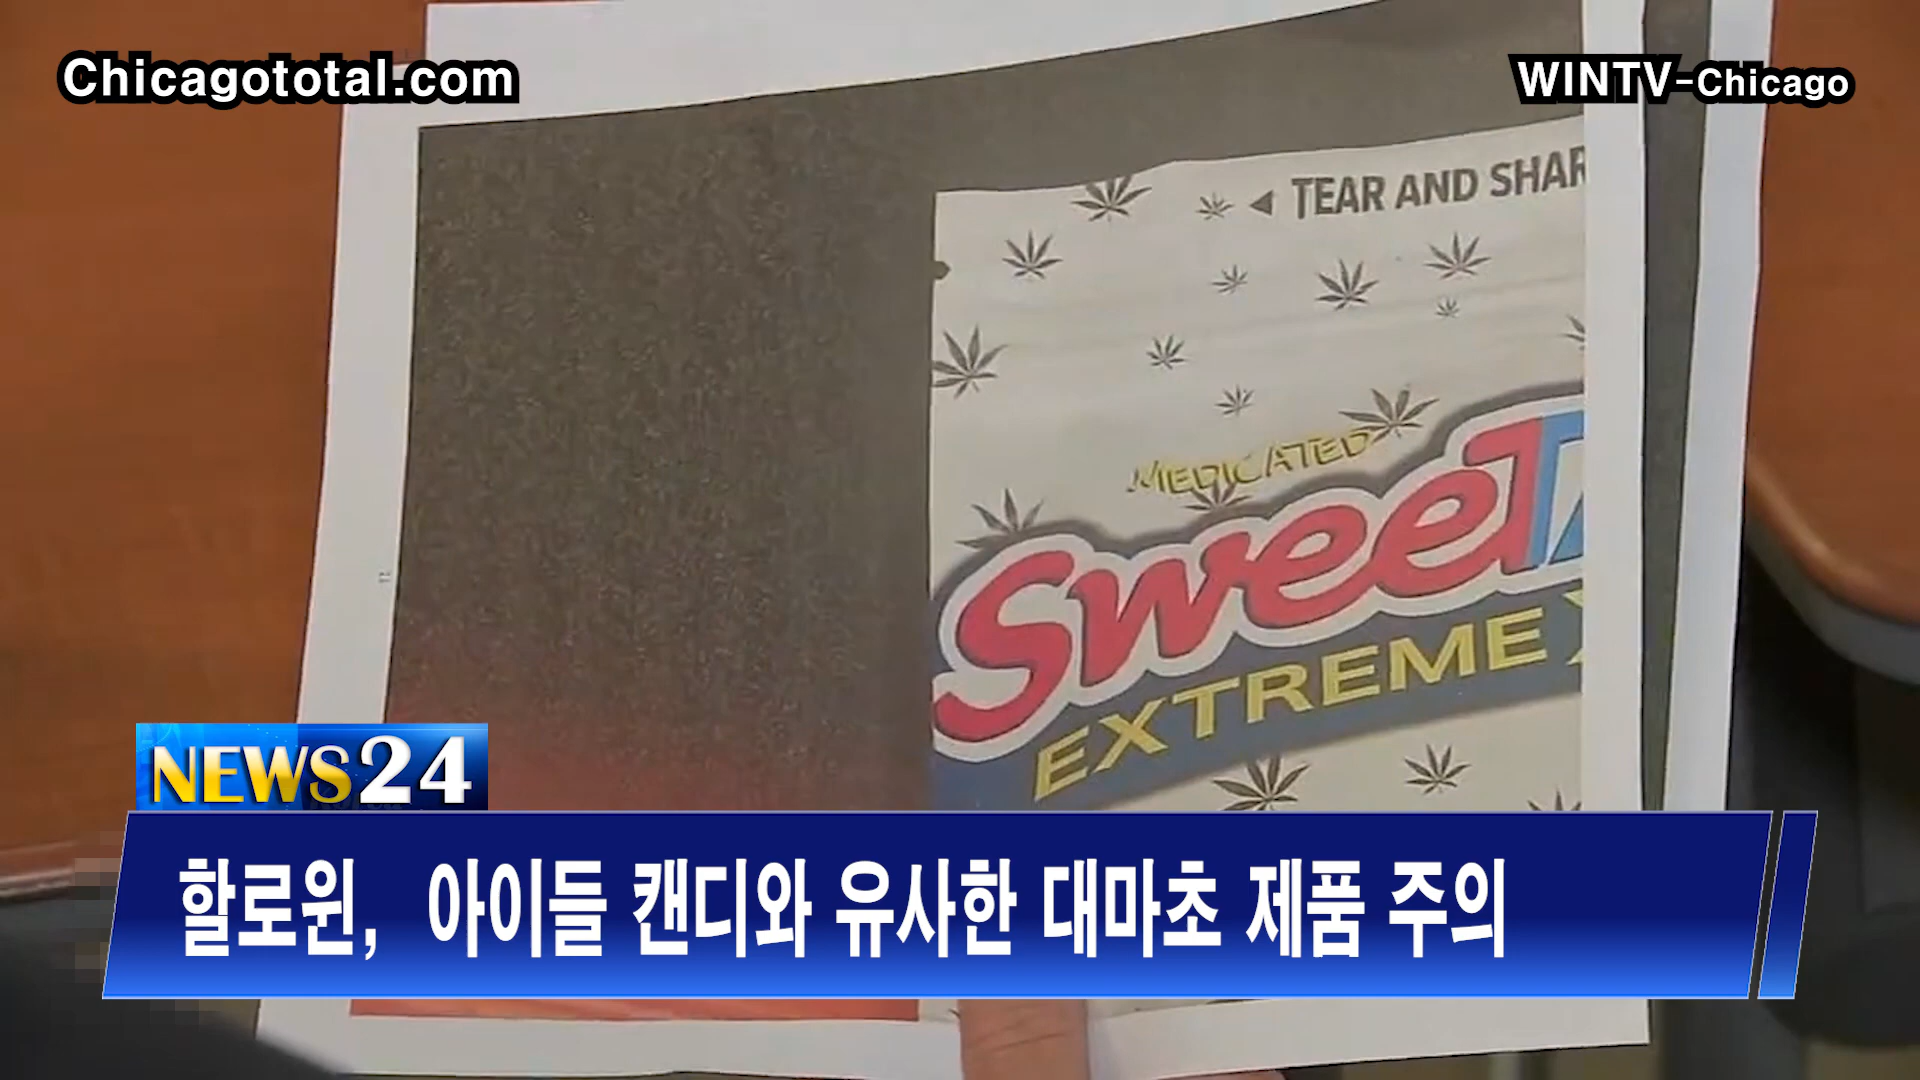 Chicagototal.com
WINTV-Chicago
◀ TEAR AND SHAR
MEDICATED
SweeTA
EXTREME
NEWS24
할로윈, 아이들 캔디와 유사한 대마초 제품 주의